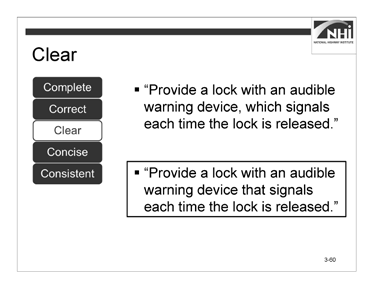 NHI
NATIONAL HIGHWAY INSTITUTE
Clear
Complete
Correct
Clear
Concise
Consistent
▪ “Provide a lock with an audible
warning device, which signals
each time the lock is released.”
▪ “Provide a lock with an audible
warning device that signals
each time the lock is released.”
3-60